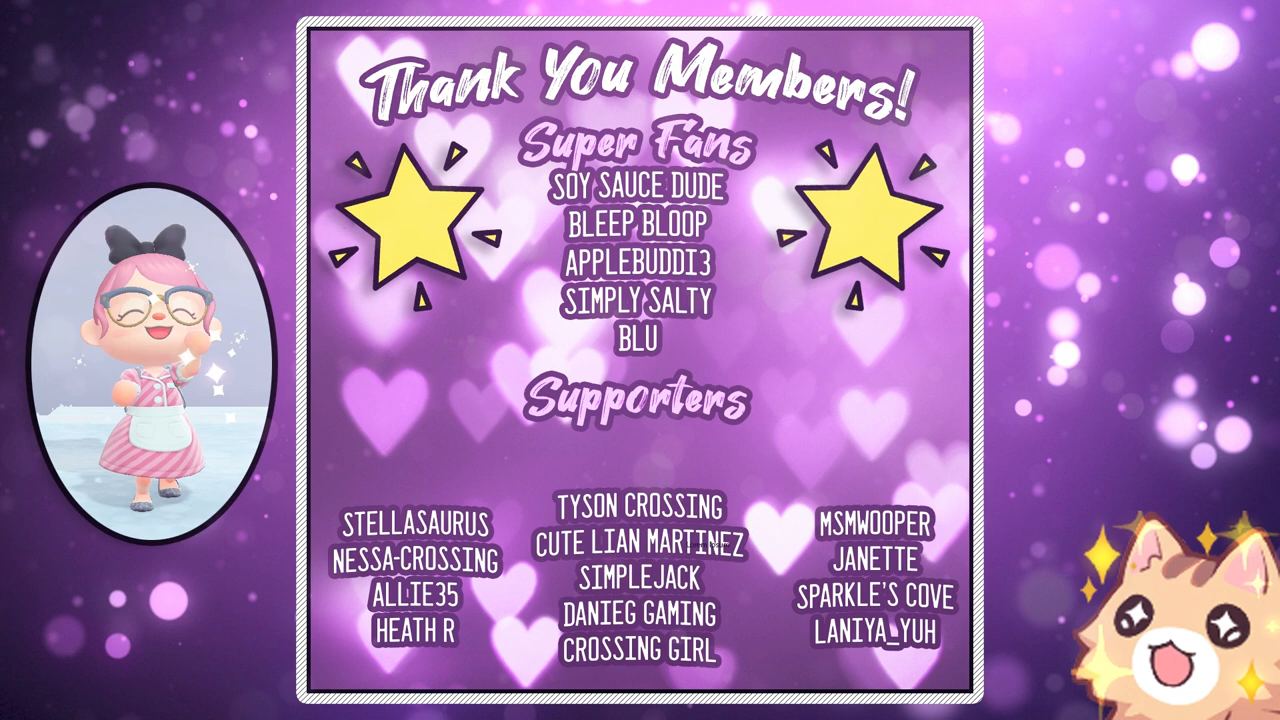 Thank You Members!
Super Fans
SOY SAUCE DUDE
BLEEP BLOOP
APPLEBUDDI3
SIMPLY SALTY
BLU
Supporters
STELLASAURUS
NESSA-CROSSING
ALLIE35
HEATH R
TYSON CROSSING
CUTE LIAN MARTINEZ
SIMPLEJACK
DANIEG GAMING
CROSSING GIRL
MSMWOOPER
JANETTE
SPARKLE'S COVE
LANIYA_YUH